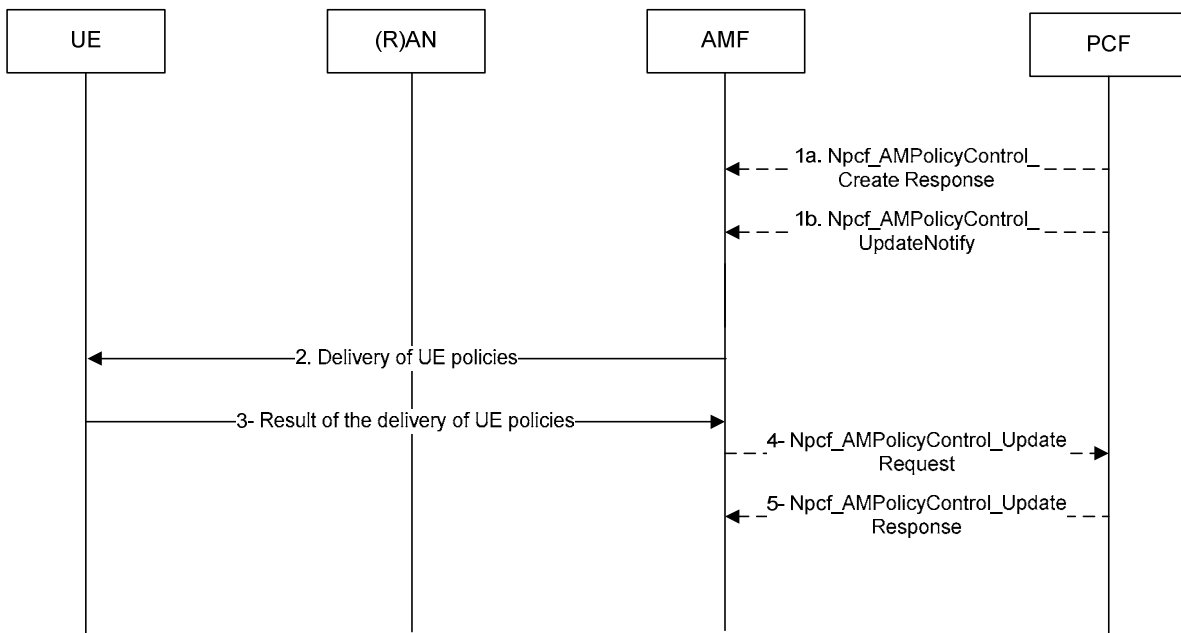 UE
(R)AN
AMF
PCF
1a. Npcf_AMPolicyControl_
Create Response
1b. Npcf_AMPolicyControl_
UpdateNotify
2. Delivery of UE policies
3- Result of the delivery of UE policies
4- Npcf_AMPolicyControl_Update
Request
5- Npcf_AMPolicyControl_Update
Response